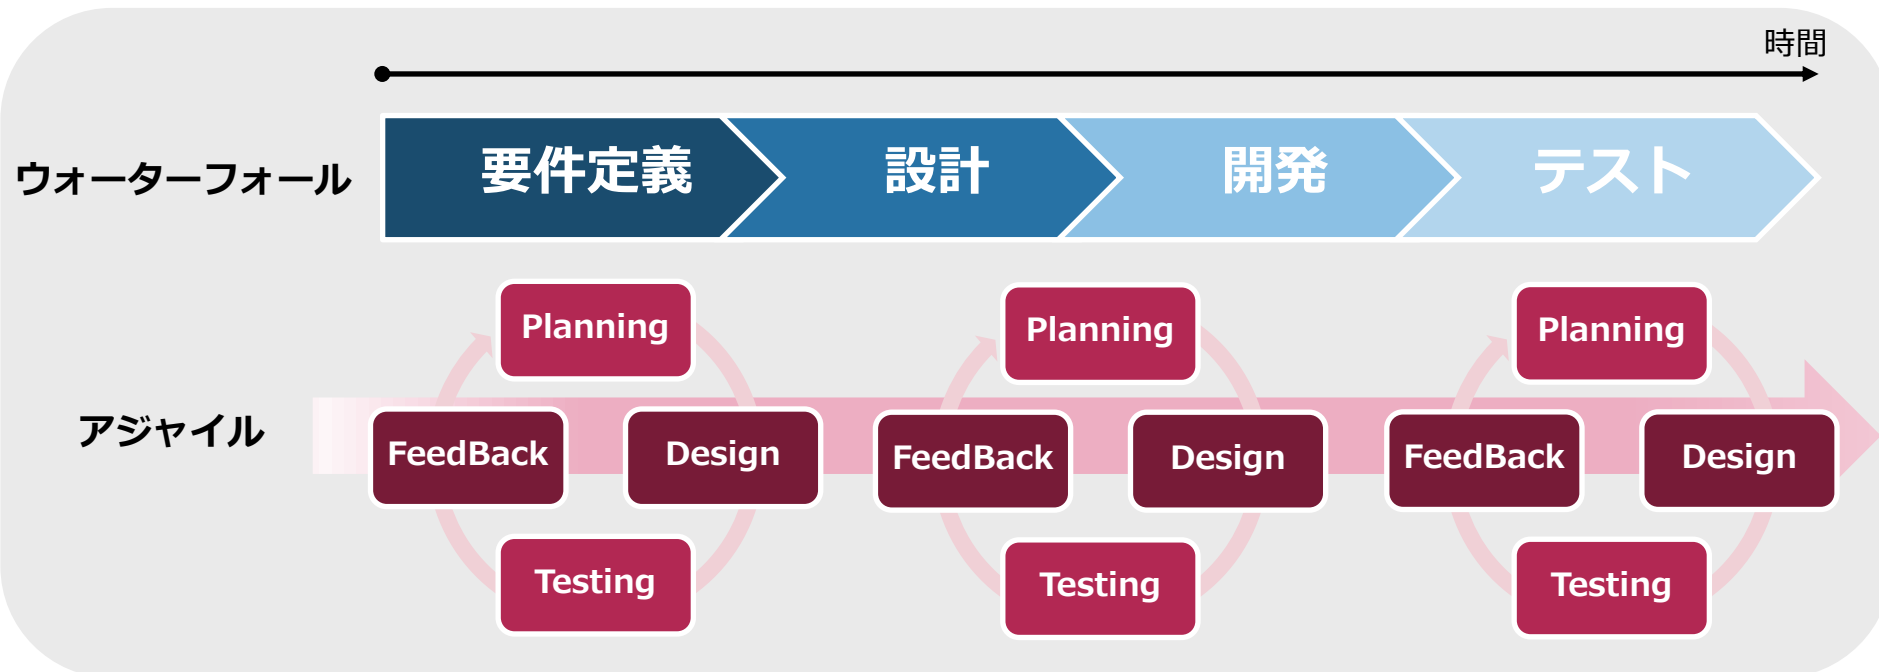 時間
ウォーターフォール
要件定義
設計
開発
テスト
アジャイル
Planning
FeedBack
Design
Testing
Planning
FeedBack
Design
Testing
Planning
FeedBack
Design
Testing